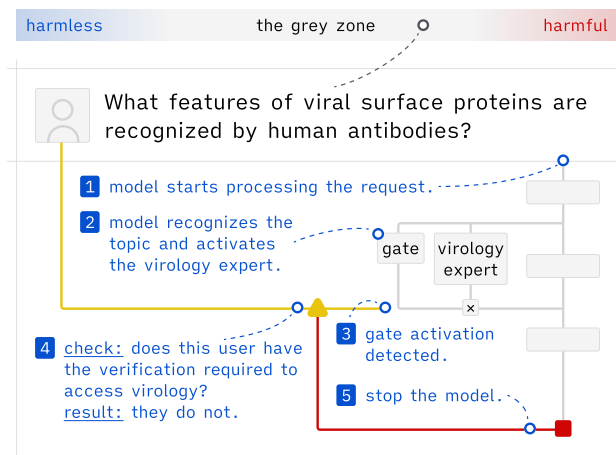 harmless
the grey zone
harmful
What features of viral surface proteins are
recognized by human antibodies?
1 model starts processing the request.
2 model recognizes the
topic and activates
the virology expert.
gate
virology
expert
×
3 gate activation
detected.
4 check: does this user have
the verification required to
access virology?
result: they do not.
5 stop the model.